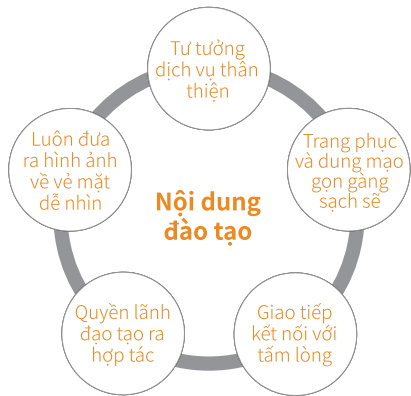 Tư tưởng
dịch vụ thân
thiện
Trang phục
và dung mạo
gọn gàng
sạch sẽ
Giao tiếp
kết nối với
tấm lòng
Quyền lãnh
đạo tạo ra
hợp tác
Luôn đưa
ra hình ảnh
về vẻ mặt
dễ nhìn
Nội dung
đào tạo